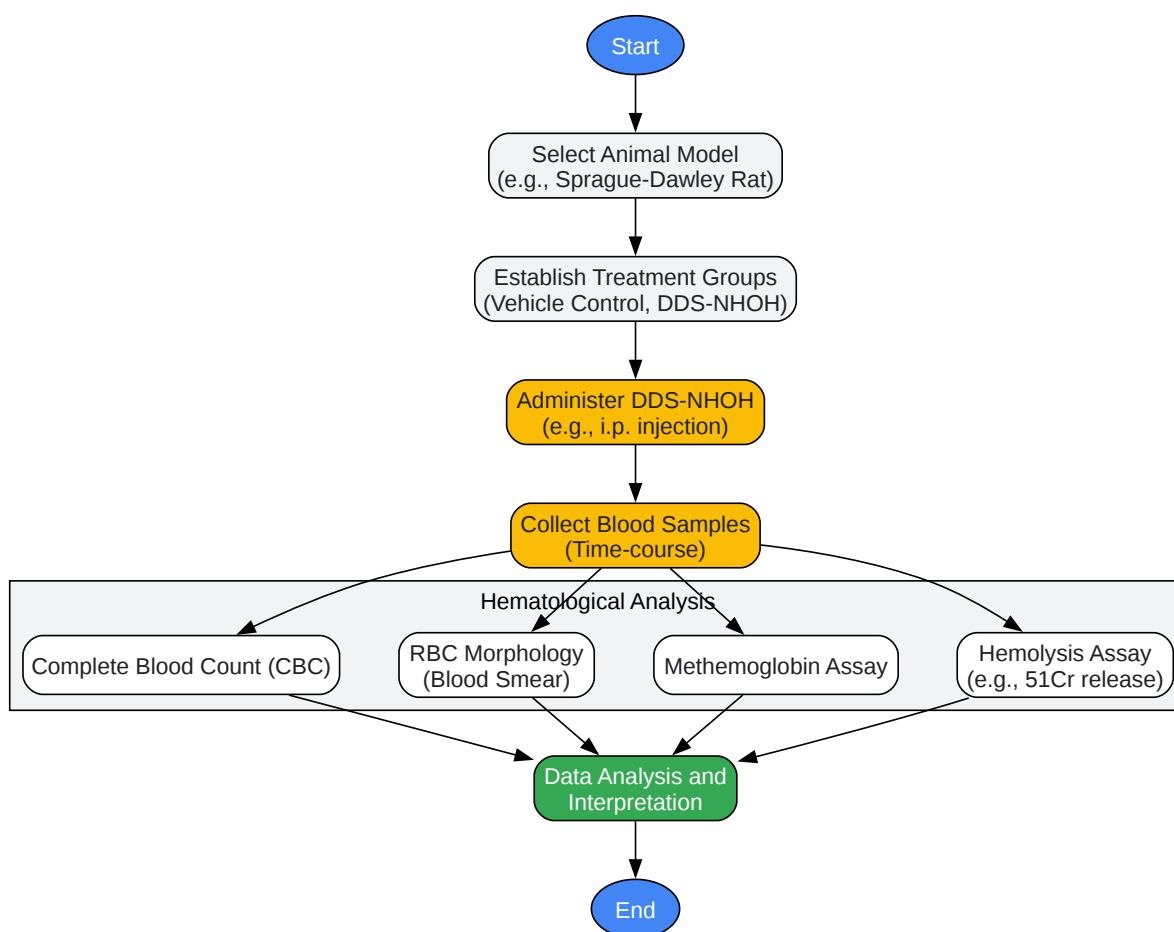 Start
Select Animal Model
(e.g., Sprague-Dawley Rat)
Establish Treatment Groups
(Vehicle Control, DDS-NHOH)
Administer DDS-NHOH
(e.g., i.p. injection)
Collect Blood Samples
(Time-course)
Hematological Analysis
Complete Blood Count (CBC)
RBC Morphology
(Blood Smear)
Methemoglobin Assay
Hemolysis Assay
(e.g., 51Cr release)
Data Analysis and
Interpretation
End